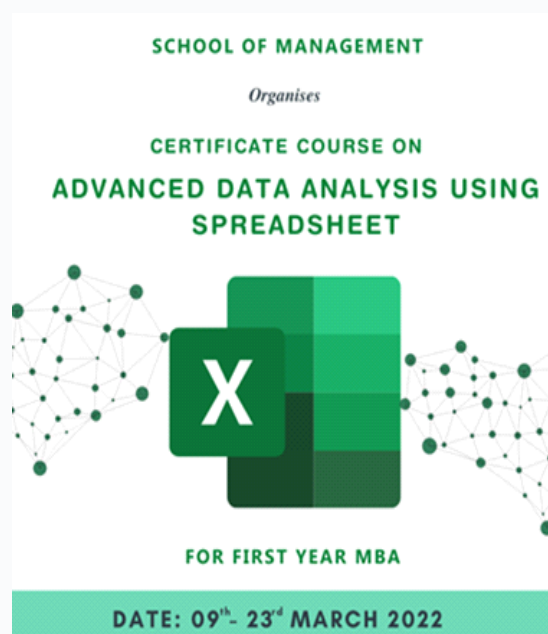 SCHOOL OF MANAGEMENT
Organises
CERTIFICATE COURSE ON
ADVANCED DATA ANALYSIS USING
SPREADSHEET
X
FOR FIRST YEAR MBA
DATE: 09th- 23rd MARCH 2022